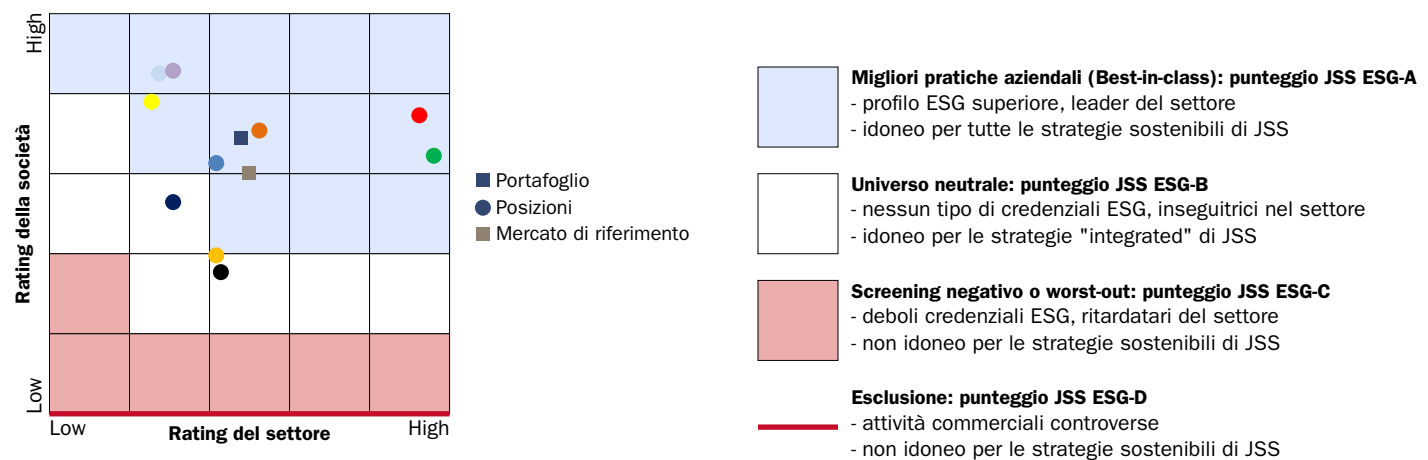 High
Rating della società
Low
Low
Rating del settore
High
Portafoglio
Posizioni
Mercato di riferimento
Migliori pratiche aziendali (Best-in-class): punteggio JSS ESG-A
- profilo ESG superiore, leader del settore
- idoneo per tutte le strategie sostenibili di JSS
Universo neutrale: punteggio JSS ESG-B
- nessun tipo di credenziali ESG, inseguitrici nel settore
- idoneo per le strategie "integrated" di JSS
Screening negativo o worst-out: punteggio JSS ESG-C
- deboli credenziali ESG, ritardatari del settore
- non idoneo per le strategie sostenibili di JSS
Esclusione: punteggio JSS ESG-D
- attività commerciali controverse
- non idoneo per le strategie sostenibili di JSS